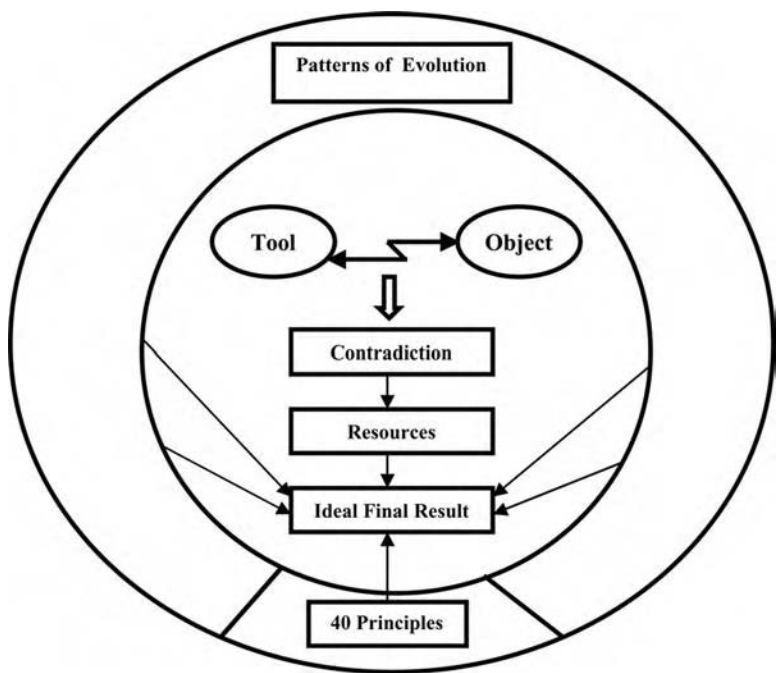 Patterns of Evolution
Tool
Object
Contradiction
Resources
Ideal Final Result
40 Principles